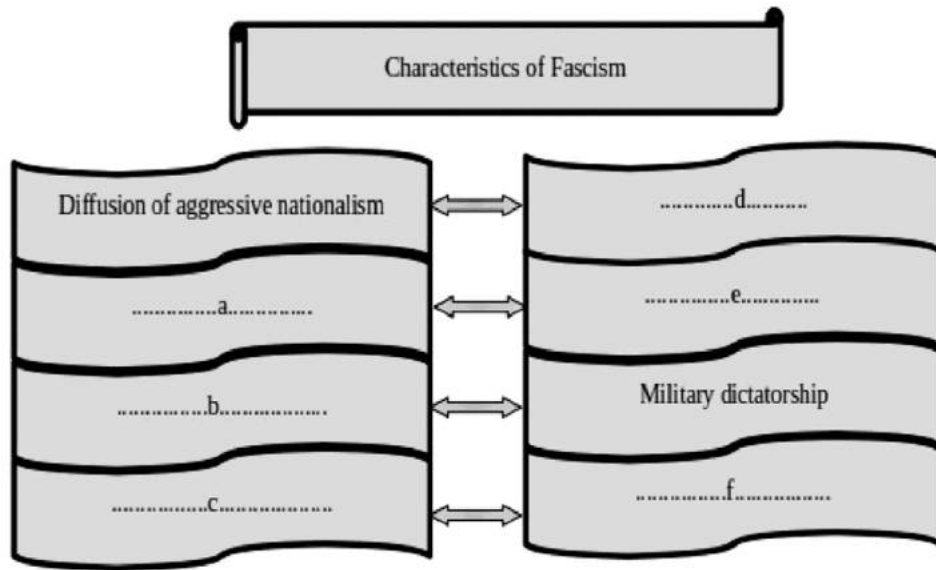 Characteristics of Fascism
Diffusion of aggressive nationalism
..............d...........
...............a...............
................e..............
................b...................
Military dictatorship
.................c....................
................f.................